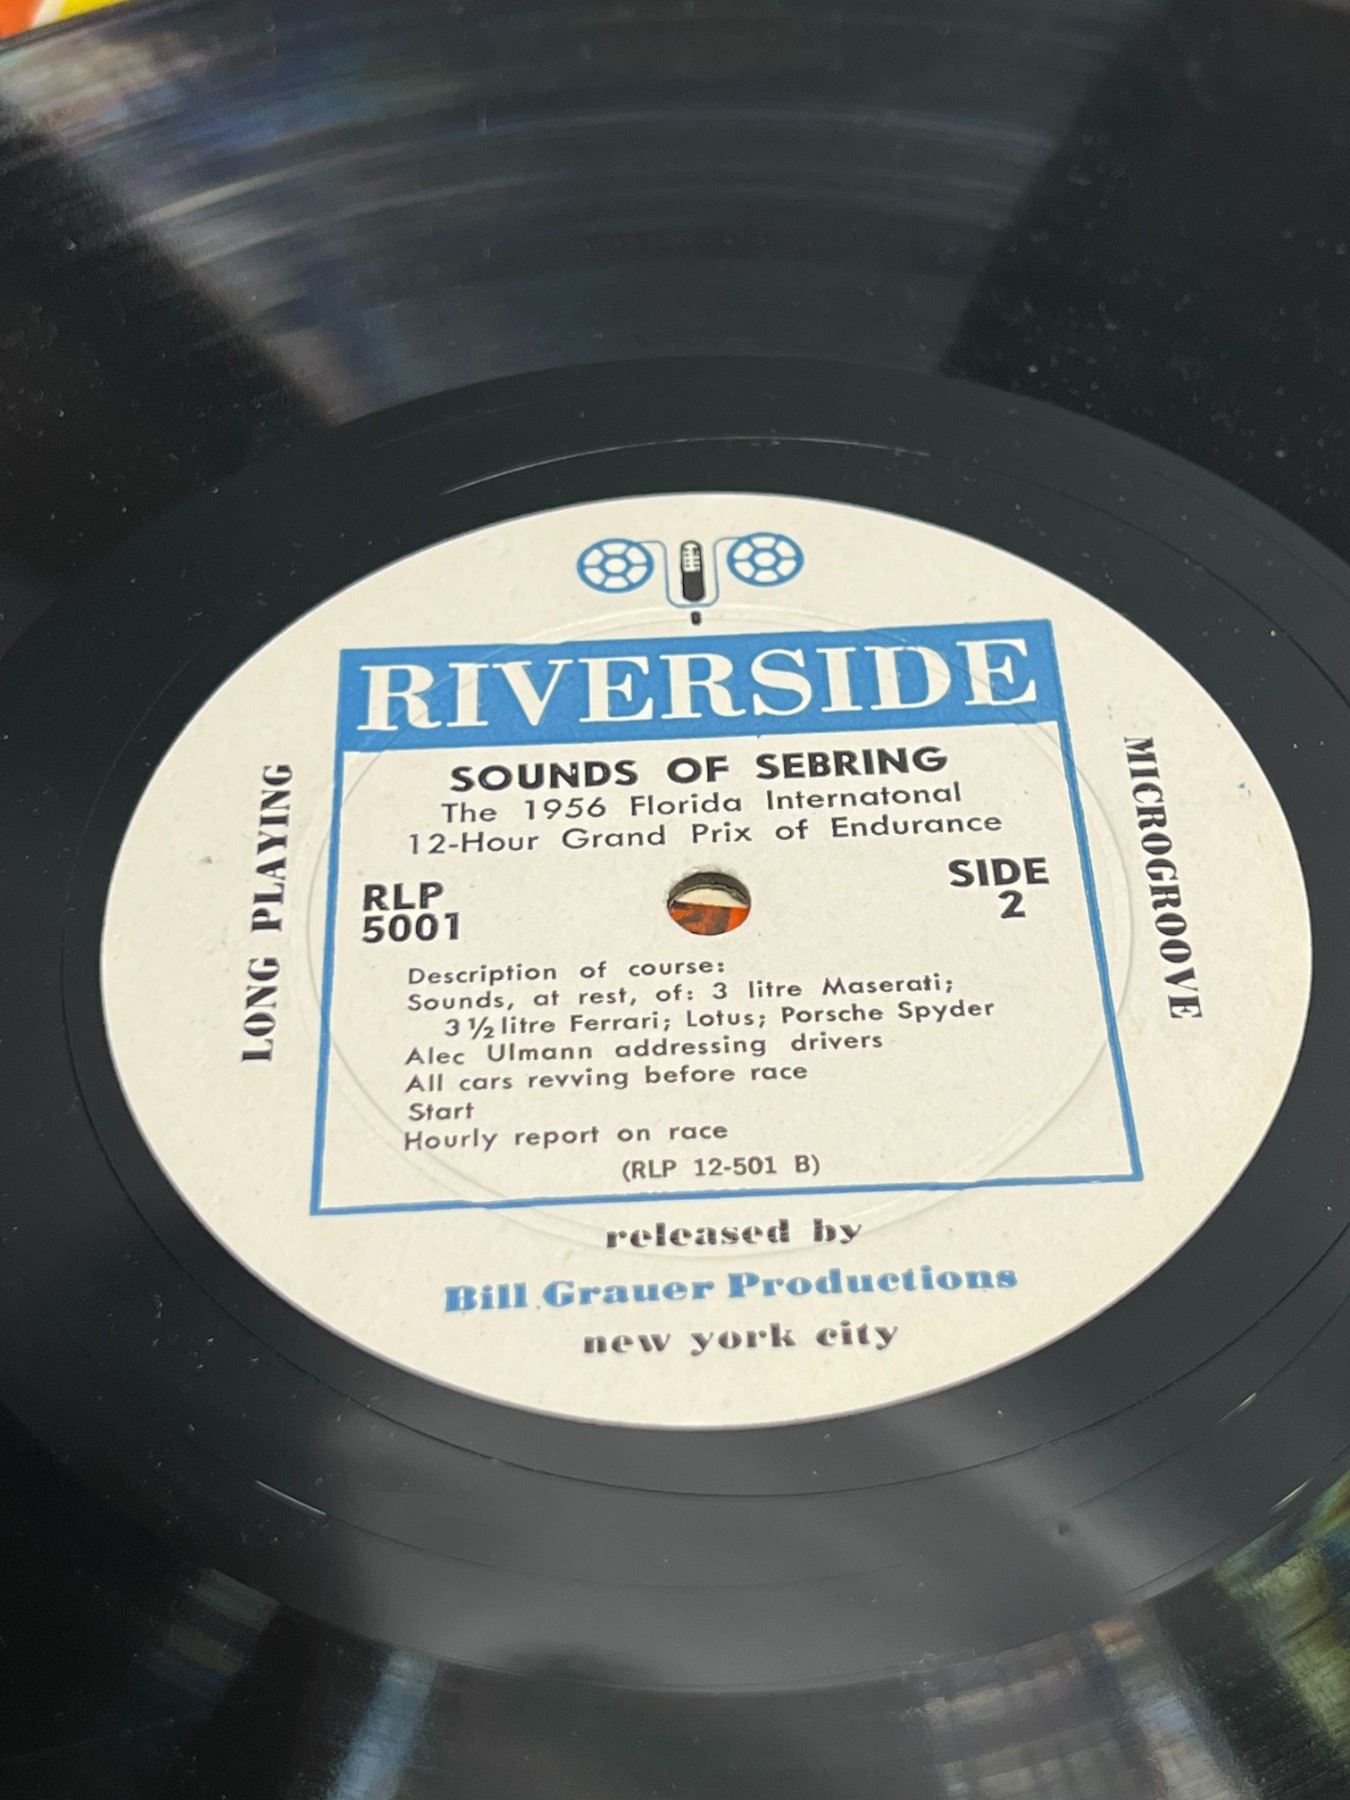 RIVERSIDE
SOUNDS OF SEBRING
The 1956 Florida Internatonal
12-Hour Grand Prix of Endurance
RLP
5001
SIDE
2
Description of course:
Sounds, at rest, of: 3 litre Maserati;
3 ½ litre Ferrari; Lotus; Porsche Spyder
Alec Ulmann addressing drivers
All cars revving before race
Start
Hourly report on race
(RLP 12-501 B)
LONG PLAYING
MICROGROOVE
released by
Bill Grauer Productions
new york city